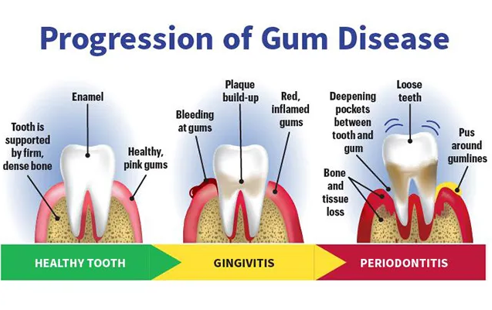 Progression of Gum Disease
Enamel
Tooth is
supported
by firm,
dense bone
Healthy,
pink gums
Plaque
build-up
Bleeding
at gums
Red,
inflamed
gums
Deepening
pockets
between
tooth and
gum
Loose
teeth
Bone
and
tissue
loss
Pus
around
gumlines
HEALTHY TOOTH
GINGIVITIS
PERIODONTITIS